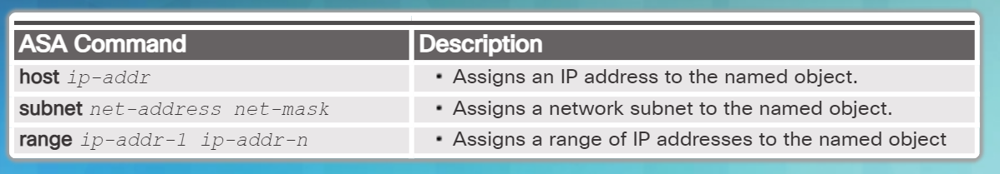 ASA Command Description
host ip-addr • Assigns an IP address to the named object.
subnet net-address net-mask • Assigns a network subnet to the named object.
range ip-addr-1 ip-addr-n • Assigns a range of IP addresses to the named object